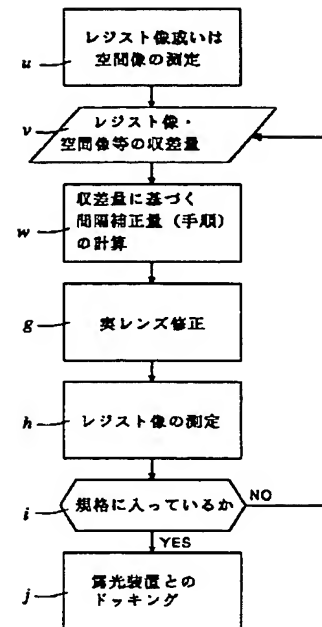 u
レジスト像或いは
空間像の測定
v
レジスト像・
空間像等の収差量
w
収差量に基づく
間隔補正量（手順）
の計算
g
実レンズ修正
h
レジスト像の測定
i
規格に入っているか
NO
YES
j
露光装置との
ドッキング